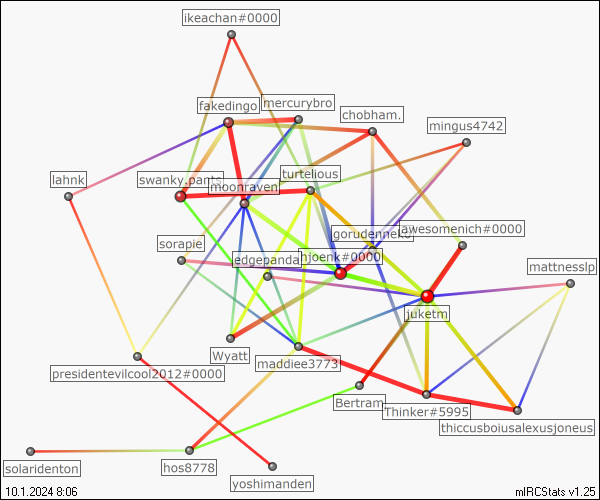 ikeachan#0000
fakedingo
mercurybro
chobham.
mingus4742
lahnk
swanky.pants
moonraven
turtelious
sorapie
gorudenneko
awesomenich#0000
edgepanda
njoenk#0000
mattnesslp
juketm
Wyatt
maddiee3773
presidentevilcool2012#0000
Bertram
Thinker#5995
thiccusboiusalexusjoneus
solaridenton
hos8778
yoshimanden
10.1.2024 8:06
mIRCStats v1.25